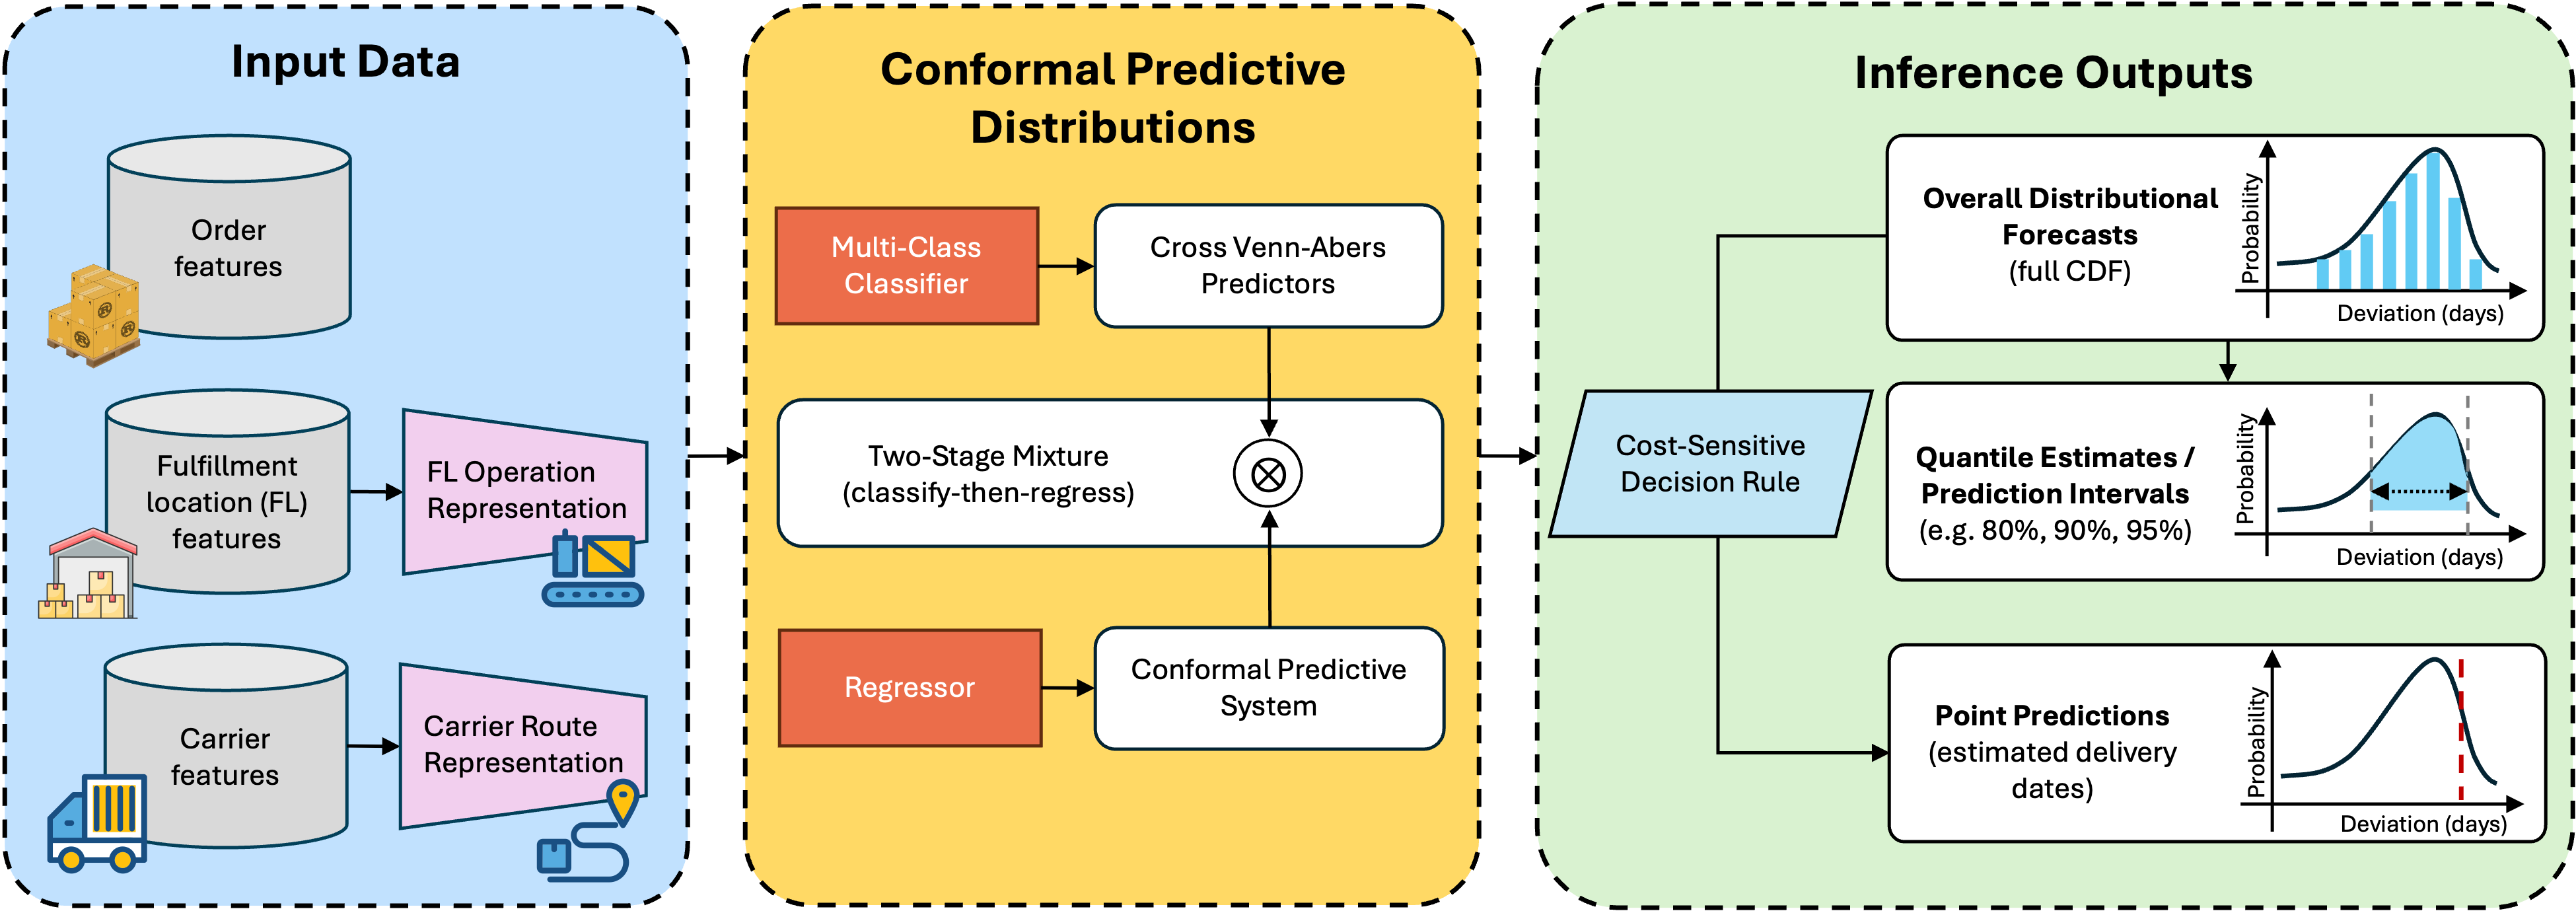 Input Data
Order
features
Fulfillment
location (FL)
features
FL Operation
Representation
Carrier
features
Carrier Route
Representation
Conformal Predictive
Distributions
Multi-Class
Classifier
Cross Venn-Abers
Predictors
Two-Stage Mixture
(classify-then-regress)
Regressor
Conformal Predictive
System
Inference Outputs
Cost-Sensitive
Decision Rule
Overall Distributional
Forecasts
(full CDF)
Probability
Deviation (days)
Quantile Estimates /
Prediction Intervals
(e.g. 80%, 90%, 95%)
Probability
Deviation (days)
Point Predictions
(estimated delivery
dates)
Probability
Deviation (days)